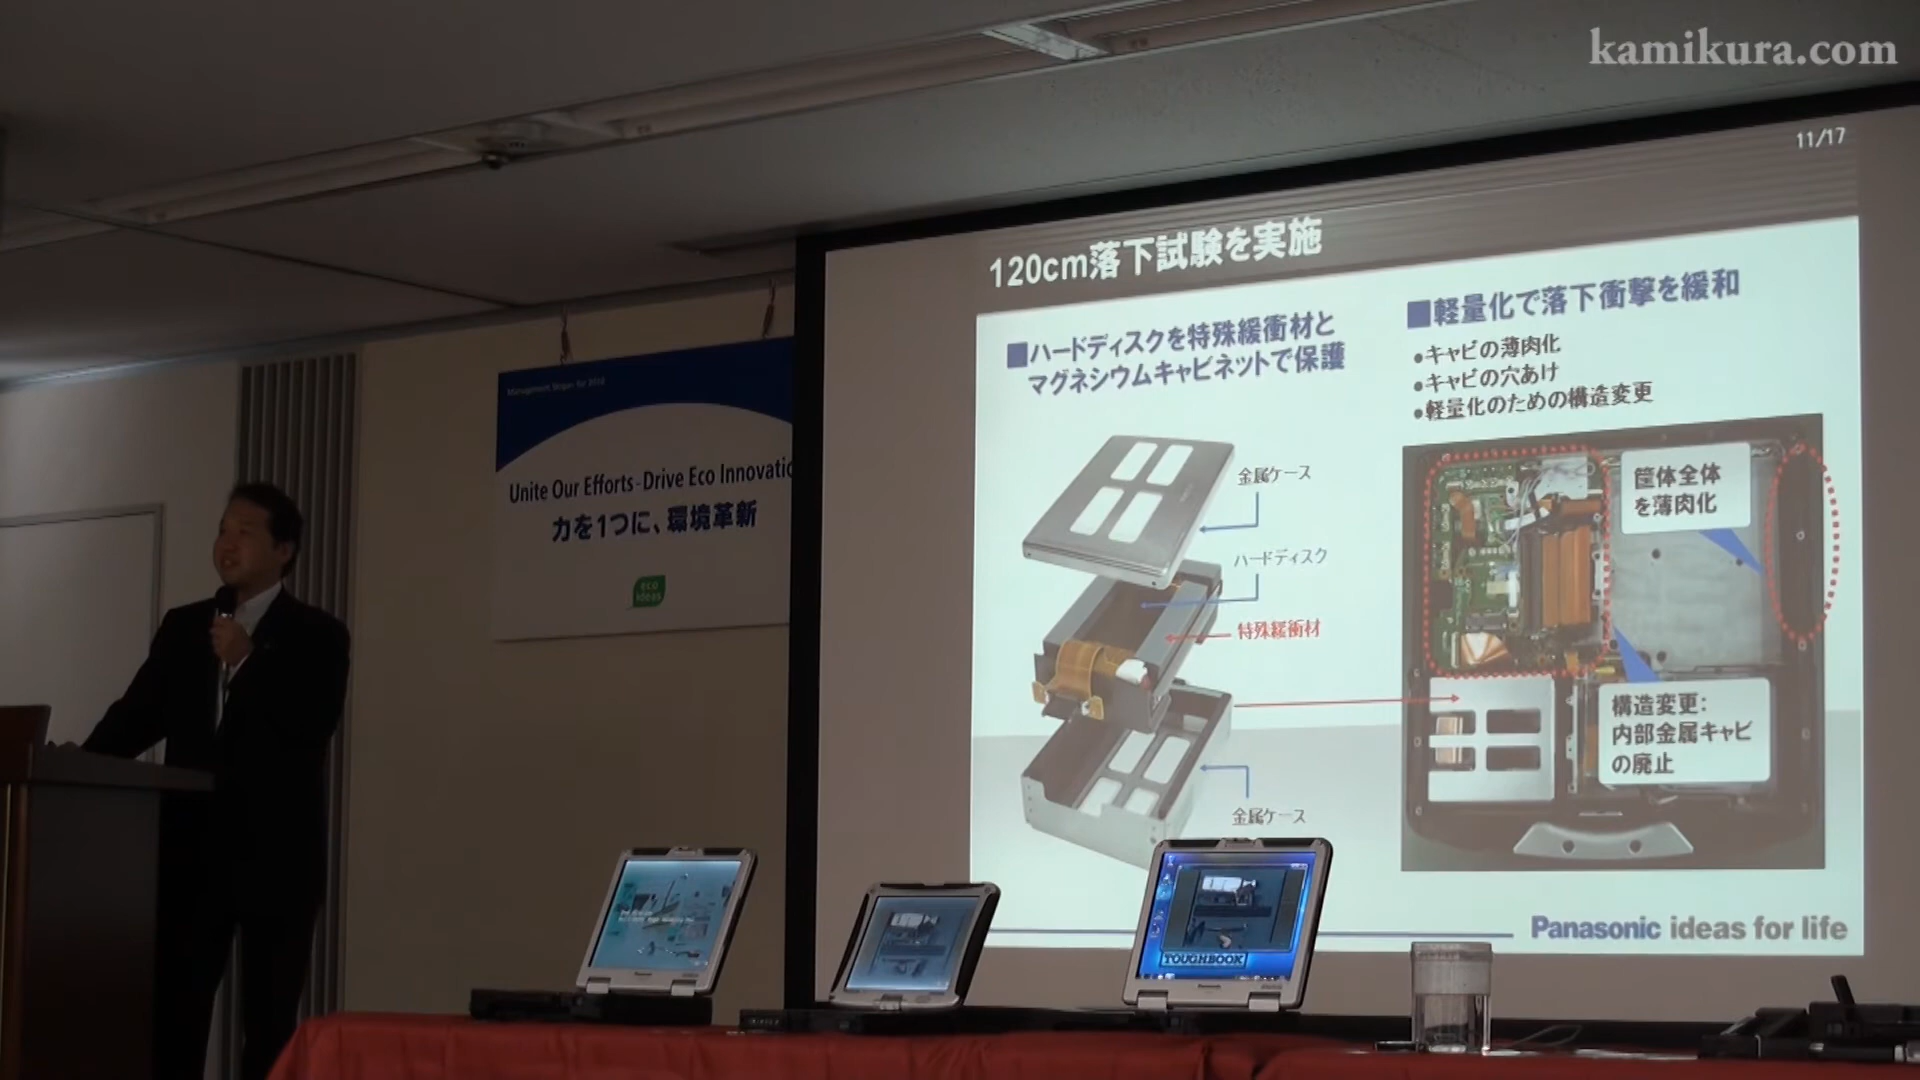 kamikura.com
11/17
120cm落下試験を実施
■ハードディスクを特殊緩衝材と
マグネシウムキャビネットで保護
金属ケース
ハードディスク
特殊緩衝材
金属ケース
■軽量化で落下衝撃を緩和
●キャビの薄肉化
●キャビの穴あけ
●軽量化のための構造変更
筐体全体
を薄肉化
構造変更:
内部金属キャビ
の廃止
Panasonic ideas for life
Unite Our Efforts - Drive Eco Innovatio
力を1つに、環境革新
eco
ideas
TOUGHBOOK
Panasonic